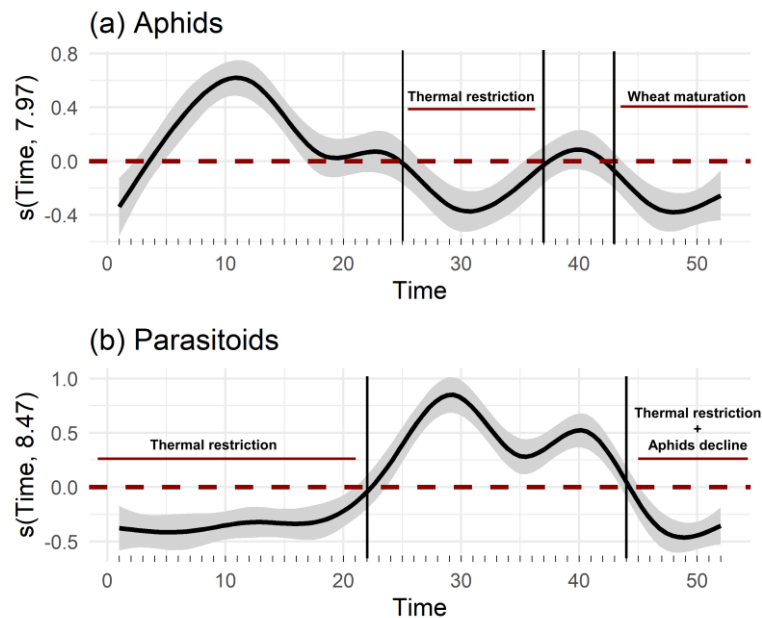 (a) Aphids
s(Time, 7.97)
0.8
0.4
0.0
-0.4
Thermal restriction
Wheat maturation
0 10 20 30 40 50
Time
(b) Parasitoids
s(Time, 8.47)
1.0
0.5
0.0
-0.5
Thermal restriction
Thermal restriction
+
Aphids decline
0 10 20 30 40 50
Time